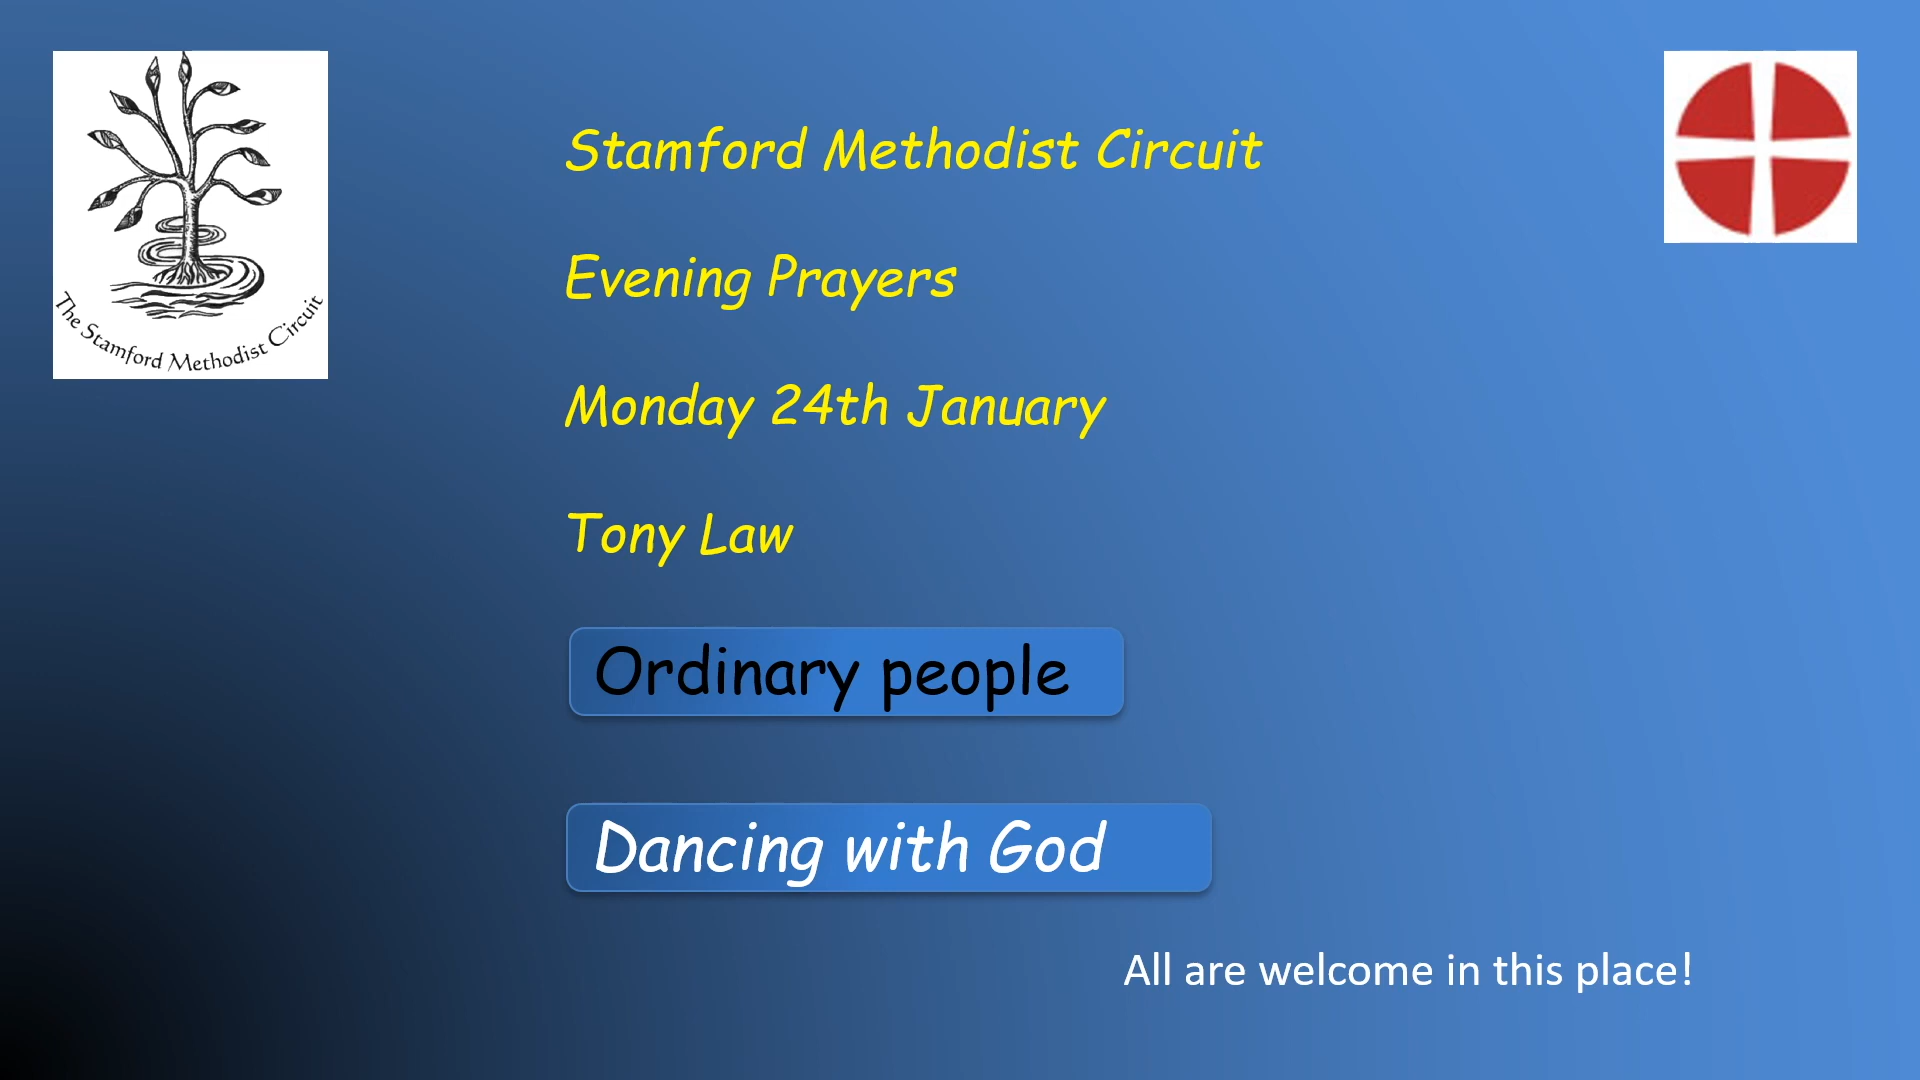 The Stamford Methodist Circuit
Stamford Methodist Circuit
Evening Prayers
Monday 24th January
Tony Law
Ordinary people
Dancing with God
All are welcome in this place!